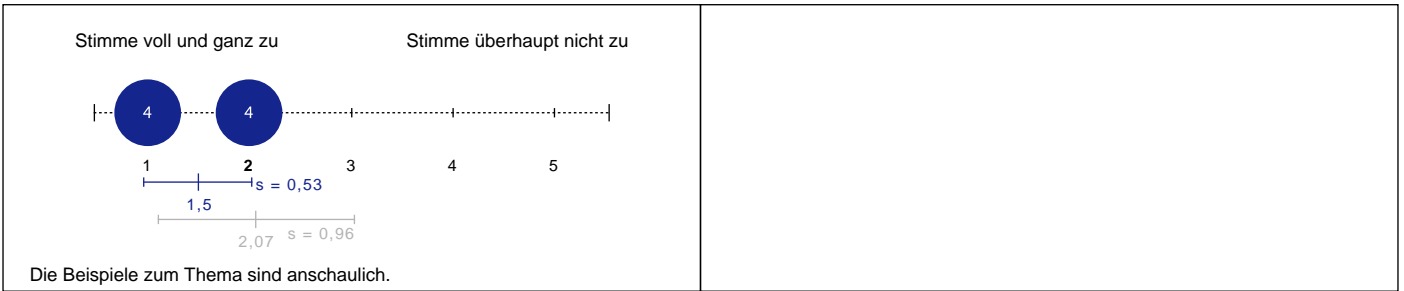 Stimme voll und ganz zu Stimme überhaupt nicht zu
4 4
1 2 3 4 5
s = 0,53
1,5
s = 0,96
2,07
Die Beispiele zum Thema sind anschaulich.